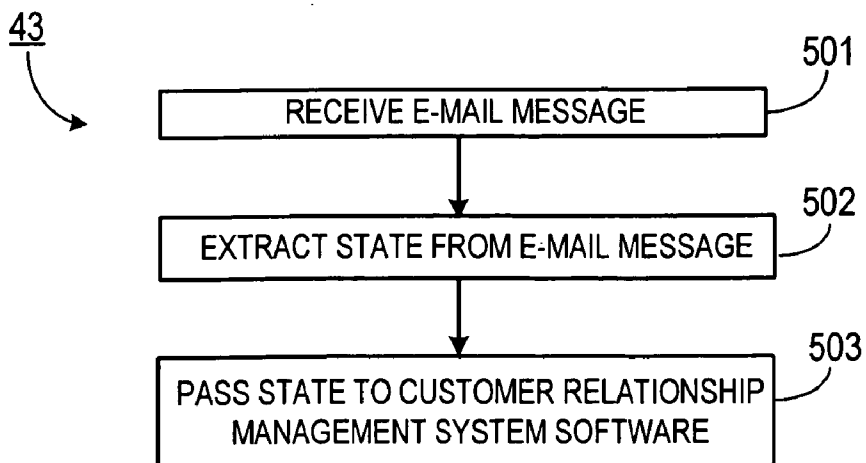 43
501
RECEIVE E-MAIL MESSAGE
502
EXTRACT STATE FROM E-MAIL MESSAGE
503
PASS STATE TO CUSTOMER RELATIONSHIP
MANAGEMENT SYSTEM SOFTWARE